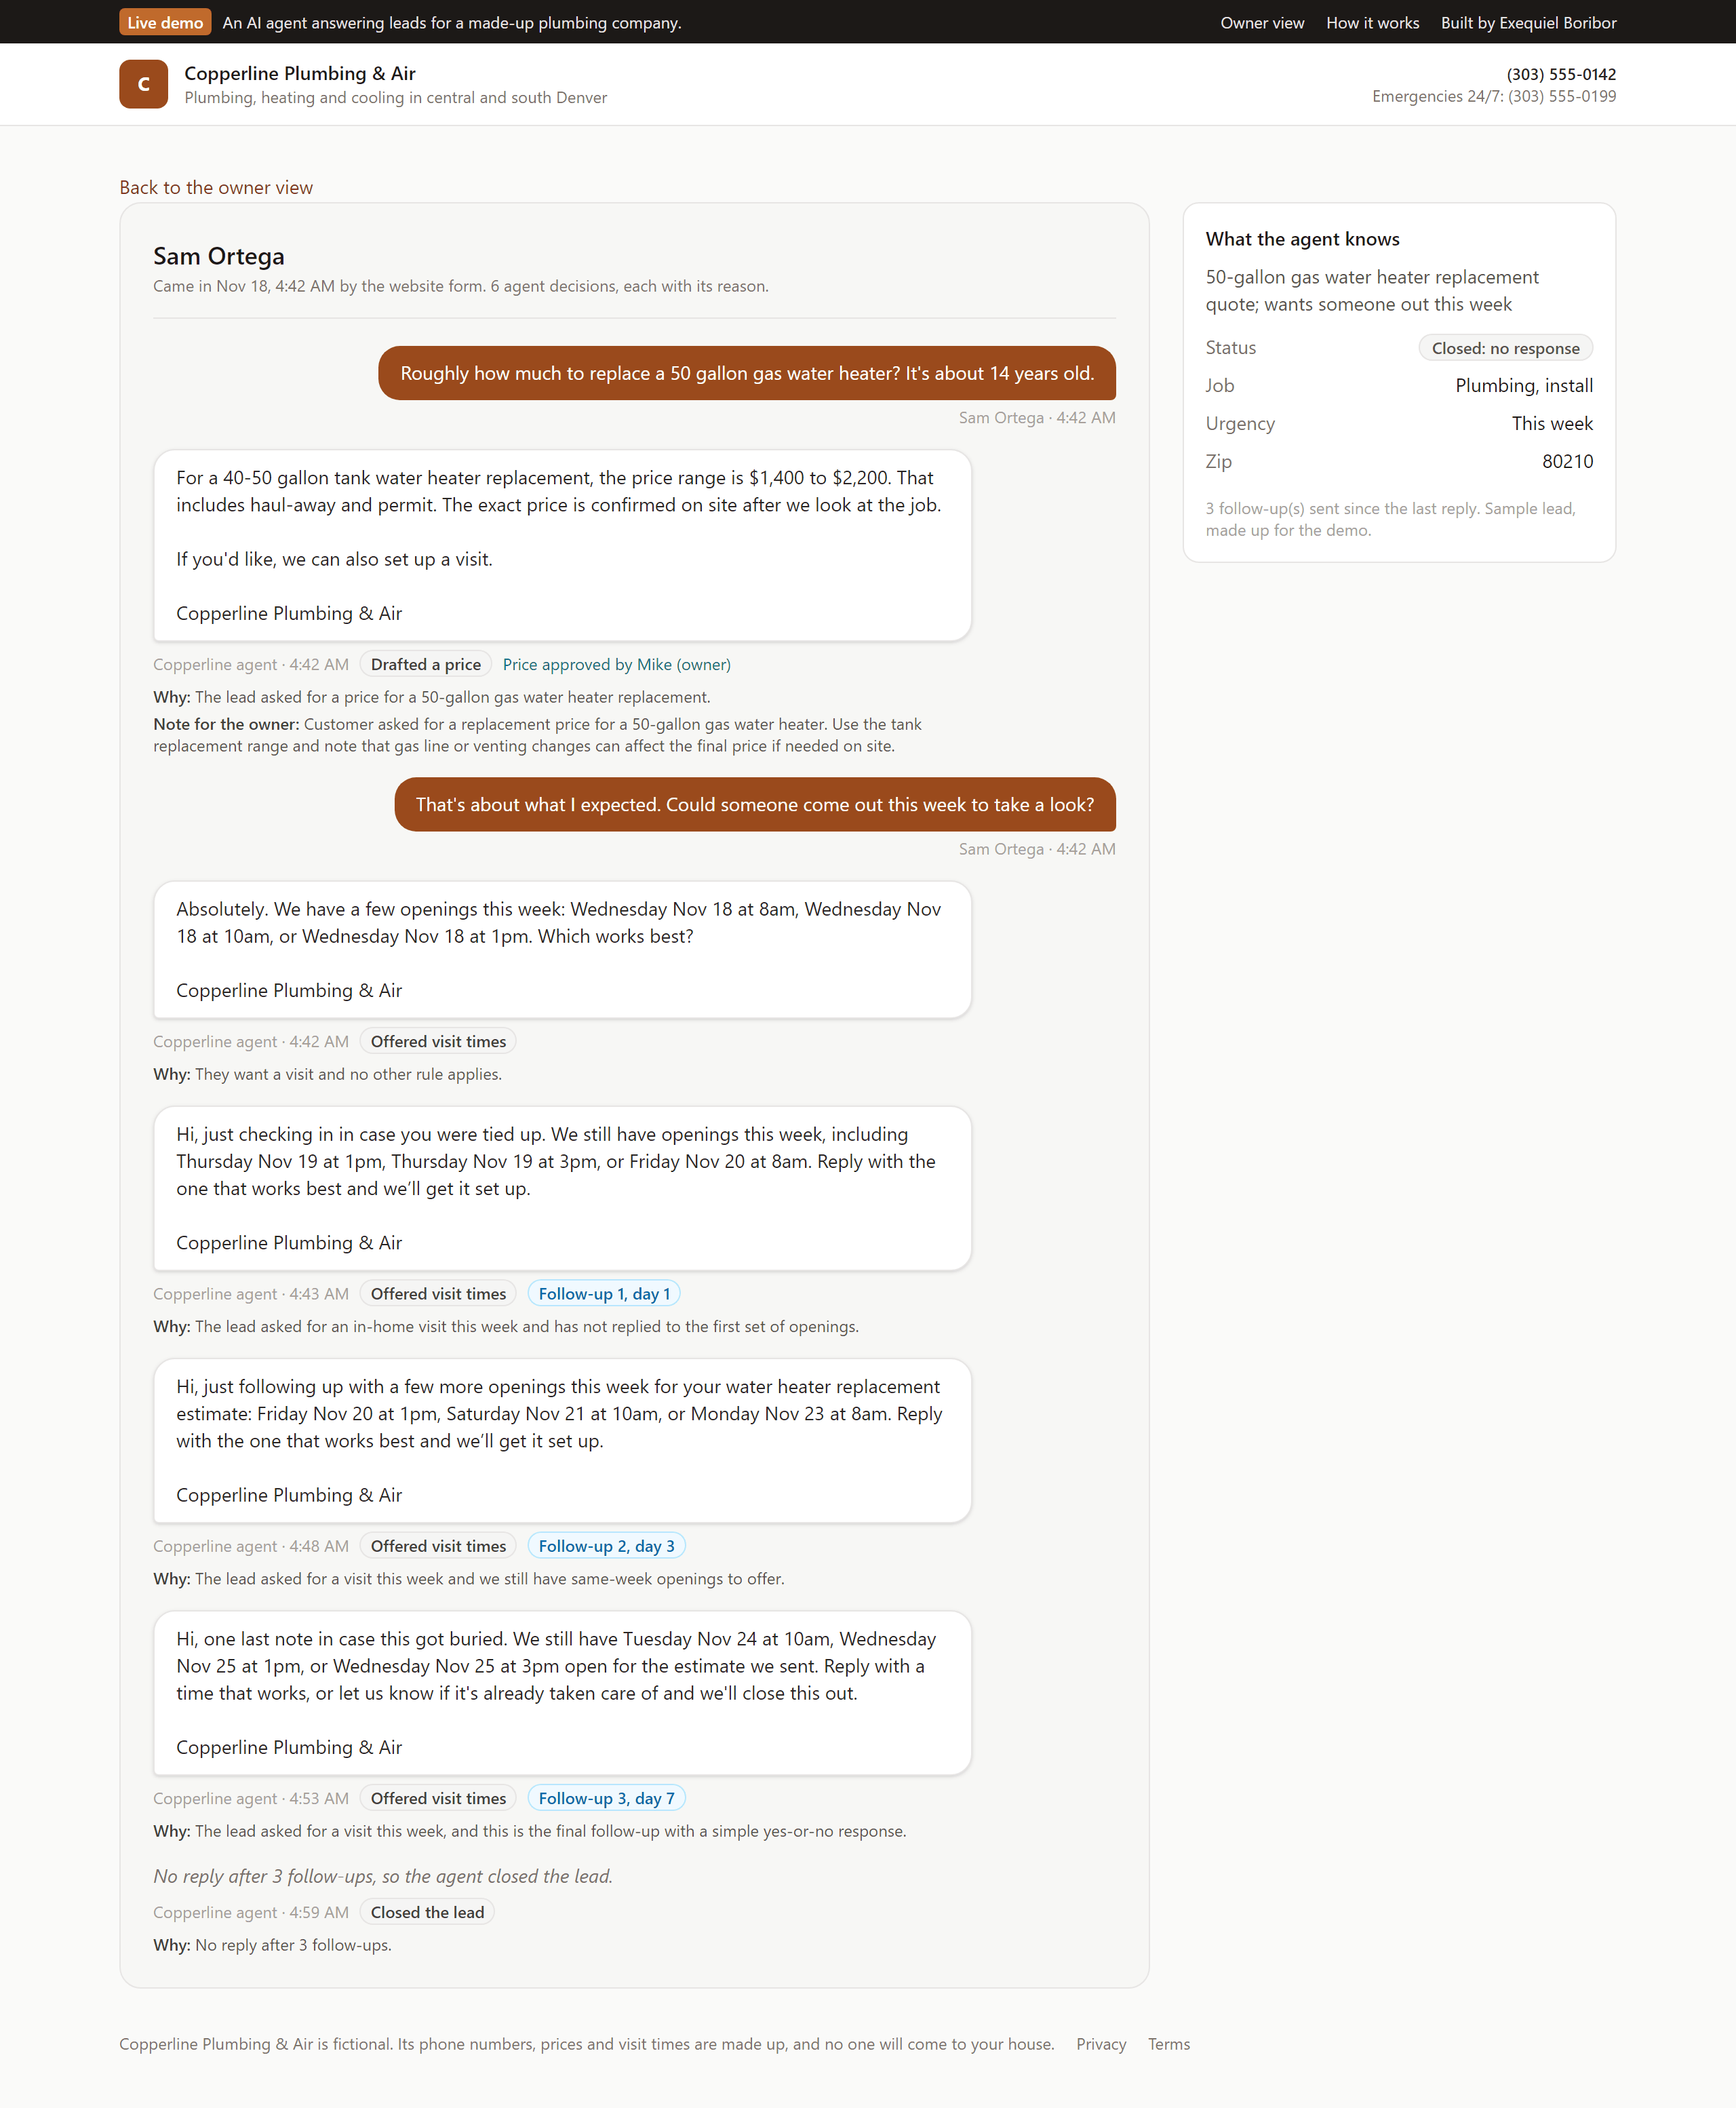 Live demo An AI agent answering leads for a made-up plumbing company. Owner view How it works Built by Exequiel Boribor
C
Copperline Plumbing & Air
Plumbing, heating and cooling in central and south Denver
(303) 555-0142
Emergencies 24/7: (303) 555-0199
Back to the owner view
Sam Ortega
Came in Nov 18, 4:42 AM by the website form. 6 agent decisions, each with its reason.
Roughly how much to replace a 50 gallon gas water heater? It's about 14 years old.
Sam Ortega · 4:42 AM
For a 40-50 gallon tank water heater replacement, the price range is $1,400 to $2,200. That
includes haul-away and permit. The exact price is confirmed on site after we look at the job.
If you'd like, we can also set up a visit.
Copperline Plumbing & Air
Copperline agent · 4:42 AM Drafted a price Price approved by Mike (owner)
Why: The lead asked for a price for a 50-gallon gas water heater replacement.
Note for the owner: Customer asked for a replacement price for a 50-gallon gas water heater. Use the tank
replacement range and note that gas line or venting changes can affect the final price if needed on site.
That's about what I expected. Could someone come out this week to take a look?
Sam Ortega · 4:42 AM
Absolutely. We have a few openings this week: Wednesday Nov 18 at 8am, Wednesday Nov
18 at 10am, or Wednesday Nov 18 at 1pm. Which works best?
Copperline Plumbing & Air
Copperline agent · 4:42 AM Offered visit times
Why: They want a visit and no other rule applies.
Hi, just checking in in case you were tied up. We still have openings this week, including
Thursday Nov 19 at 1pm, Thursday Nov 19 at 3pm, or Friday Nov 20 at 8am. Reply with the
one that works best and we’ll get it set up.
Copperline Plumbing & Air
Copperline agent · 4:43 AM Offered visit times Follow-up 1, day 1
Why: The lead asked for an in-home visit this week and has not replied to the first set of openings.
Hi, just following up with a few more openings this week for your water heater replacement
estimate: Friday Nov 20 at 1pm, Saturday Nov 21 at 10am, or Monday Nov 23 at 8am. Reply
with the one that works best and we’ll get it set up.
Copperline Plumbing & Air
Copperline agent · 4:48 AM Offered visit times Follow-up 2, day 3
Why: The lead asked for a visit this week and we still have same-week openings to offer.
Hi, one last note in case this got buried. We still have Tuesday Nov 24 at 10am, Wednesday
Nov 25 at 1pm, or Wednesday Nov 25 at 3pm open for the estimate we sent. Reply with a
time that works, or let us know if it's already taken care of and we'll close this out.
Copperline Plumbing & Air
Copperline agent · 4:53 AM Offered visit times Follow-up 3, day 7
Why: The lead asked for a visit this week, and this is the final follow-up with a simple yes-or-no response.
No reply after 3 follow-ups, so the agent closed the lead.
Copperline agent · 4:59 AM Closed the lead
Why: No reply after 3 follow-ups.
What the agent knows
50-gallon gas water heater replacement
quote; wants someone out this week
Status Closed: no response
Job Plumbing, install
Urgency This week
Zip 80210
3 follow-up(s) sent since the last reply. Sample lead,
made up for the demo.
Copperline Plumbing & Air is fictional. Its phone numbers, prices and visit times are made up, and no one will come to your house. Privacy Terms